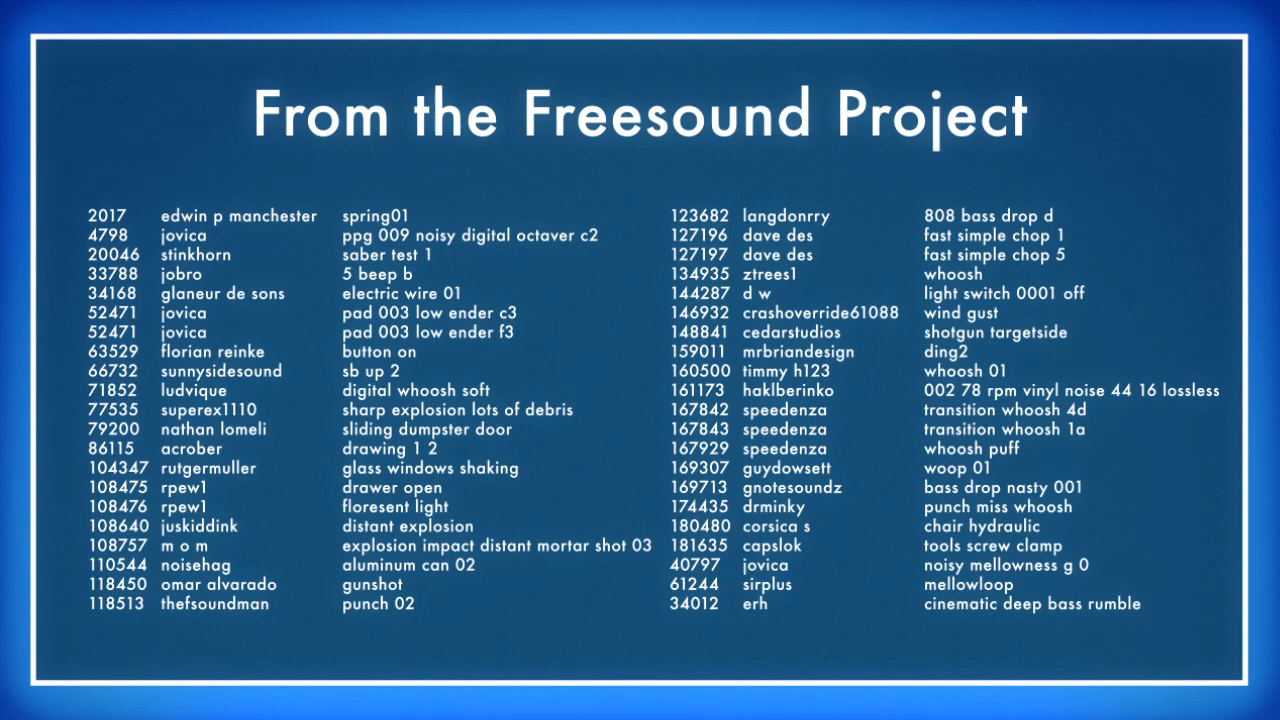 From the Freesound Project
2017 edwin p manchester spring01
4798 jovica ppg 009 noisy digital octaver c2
20046 stinkhorn saber test 1
33788 jobro 5 beep b
34168 glaneur de sons electric wire 01
52471 jovica pad 003 low ender c3
52471 jovica pad 003 low ender f3
63529 florian reinke button on
66732 sunnysidesound sb up 2
71852 ludvique digital whoosh soft
77535 superex1110 sharp explosion lots of debris
79200 nathan lomeli sliding dumpster door
86115 acrober drawing 1 2
104347 rutgermuller glass windows shaking
108475 rpew1 drawer open
108476 rpew1 floresent light
108640 juskiddink distant explosion
108757 m o m explosion impact distant mortar shot 03
110544 noisehag aluminum can 02
118450 omar alvarado gunshot
118513 thefsoundman punch 02
123682 langdonrry 808 bass drop d
127196 dave des fast simple chop 1
127197 dave des fast simple chop 5
134935 ztrees1 whoosh
144287 d w light switch 0001 off
146932 crashoverride61088 wind gust
148841 cedarstudios shotgun targetside
159011 mrbriandesign ding2
160500 timmy h123 whoosh 01
161173 haklberinko 002 78 rpm vinyl noise 44 16 lossless
167842 speedenza transition whoosh 4d
167843 speedenza transition whoosh 1a
167929 speedenza whoosh puff
169307 guydowsett woop 01
169713 gnotesoundz bass drop nasty 001
174435 drminky punch miss whoosh
180480 corsica s chair hydraulic
181635 capslok tools screw clamp
40797 jovica noisy mellowness g 0
61244 sirplus mellowloop
34012 erh cinematic deep bass rumble